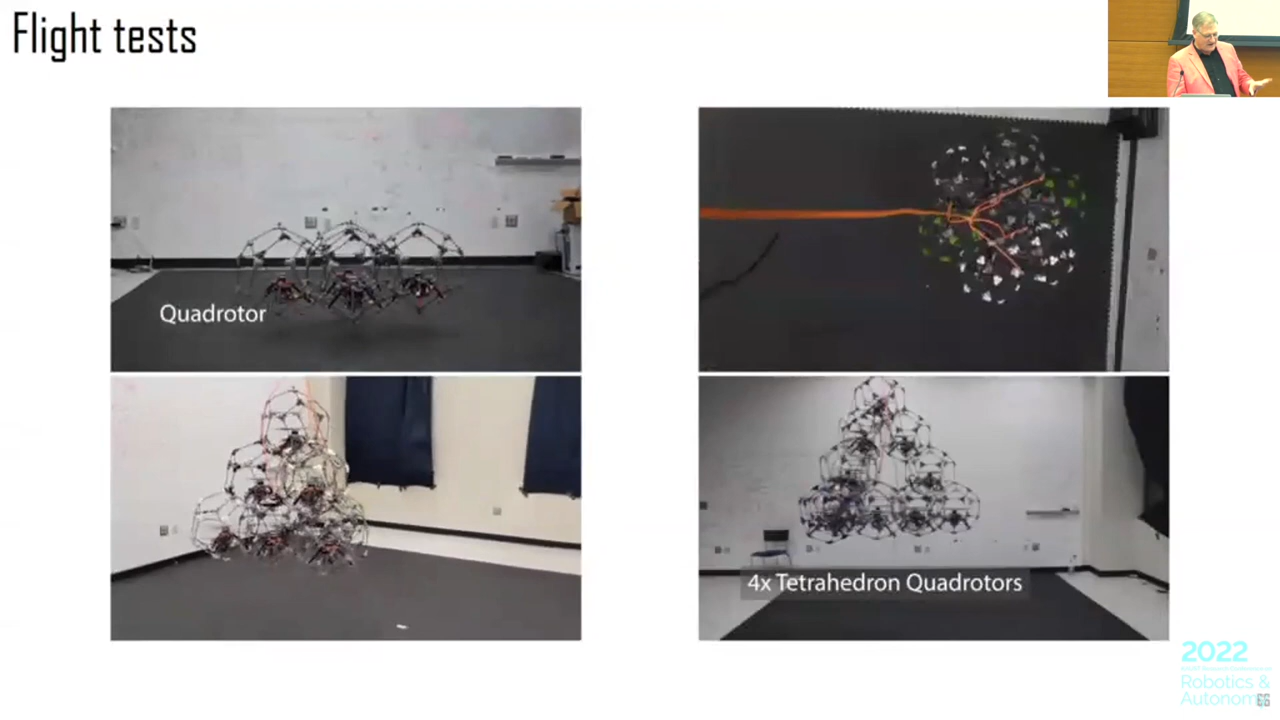 Flight tests
Quadrotor
4x Tetrahedron Quadrotors
2022
Robotics &